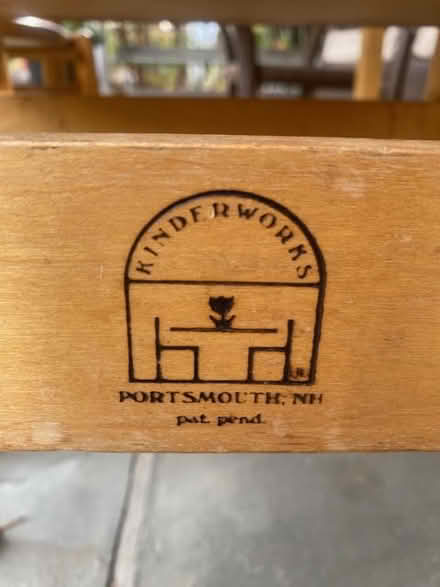 KINDERWORKS
PORTSMOUTH, NH
pat. pend.